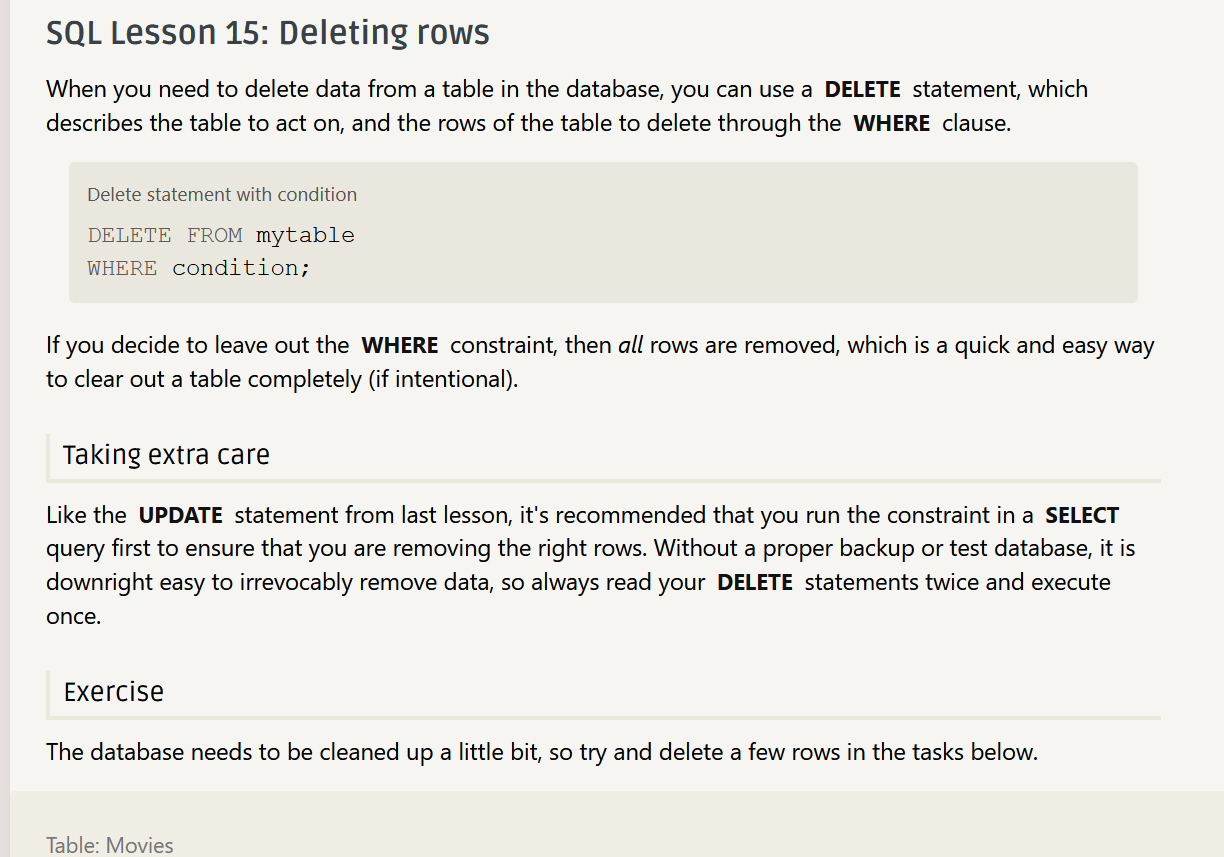 SQL Lesson 15: Deleting rows
When you need to delete data from a table in the database, you can use a DELETE statement, which
describes the table to act on, and the rows of the table to delete through the WHERE clause.
Delete statement with condition
DELETE FROM mytable
WHERE condition;
If you decide to leave out the WHERE constraint, then all rows are removed, which is a quick and easy way
to clear out a table completely (if intentional).
Taking extra care
Like the UPDATE statement from last lesson, it's recommended that you run the constraint in a SELECT
query first to ensure that you are removing the right rows. Without a proper backup or test database, it is
downright easy to irrevocably remove data, so always read your DELETE statements twice and execute
once.
Exercise
The database needs to be cleaned up a little bit, so try and delete a few rows in the tasks below.
Table: Movies